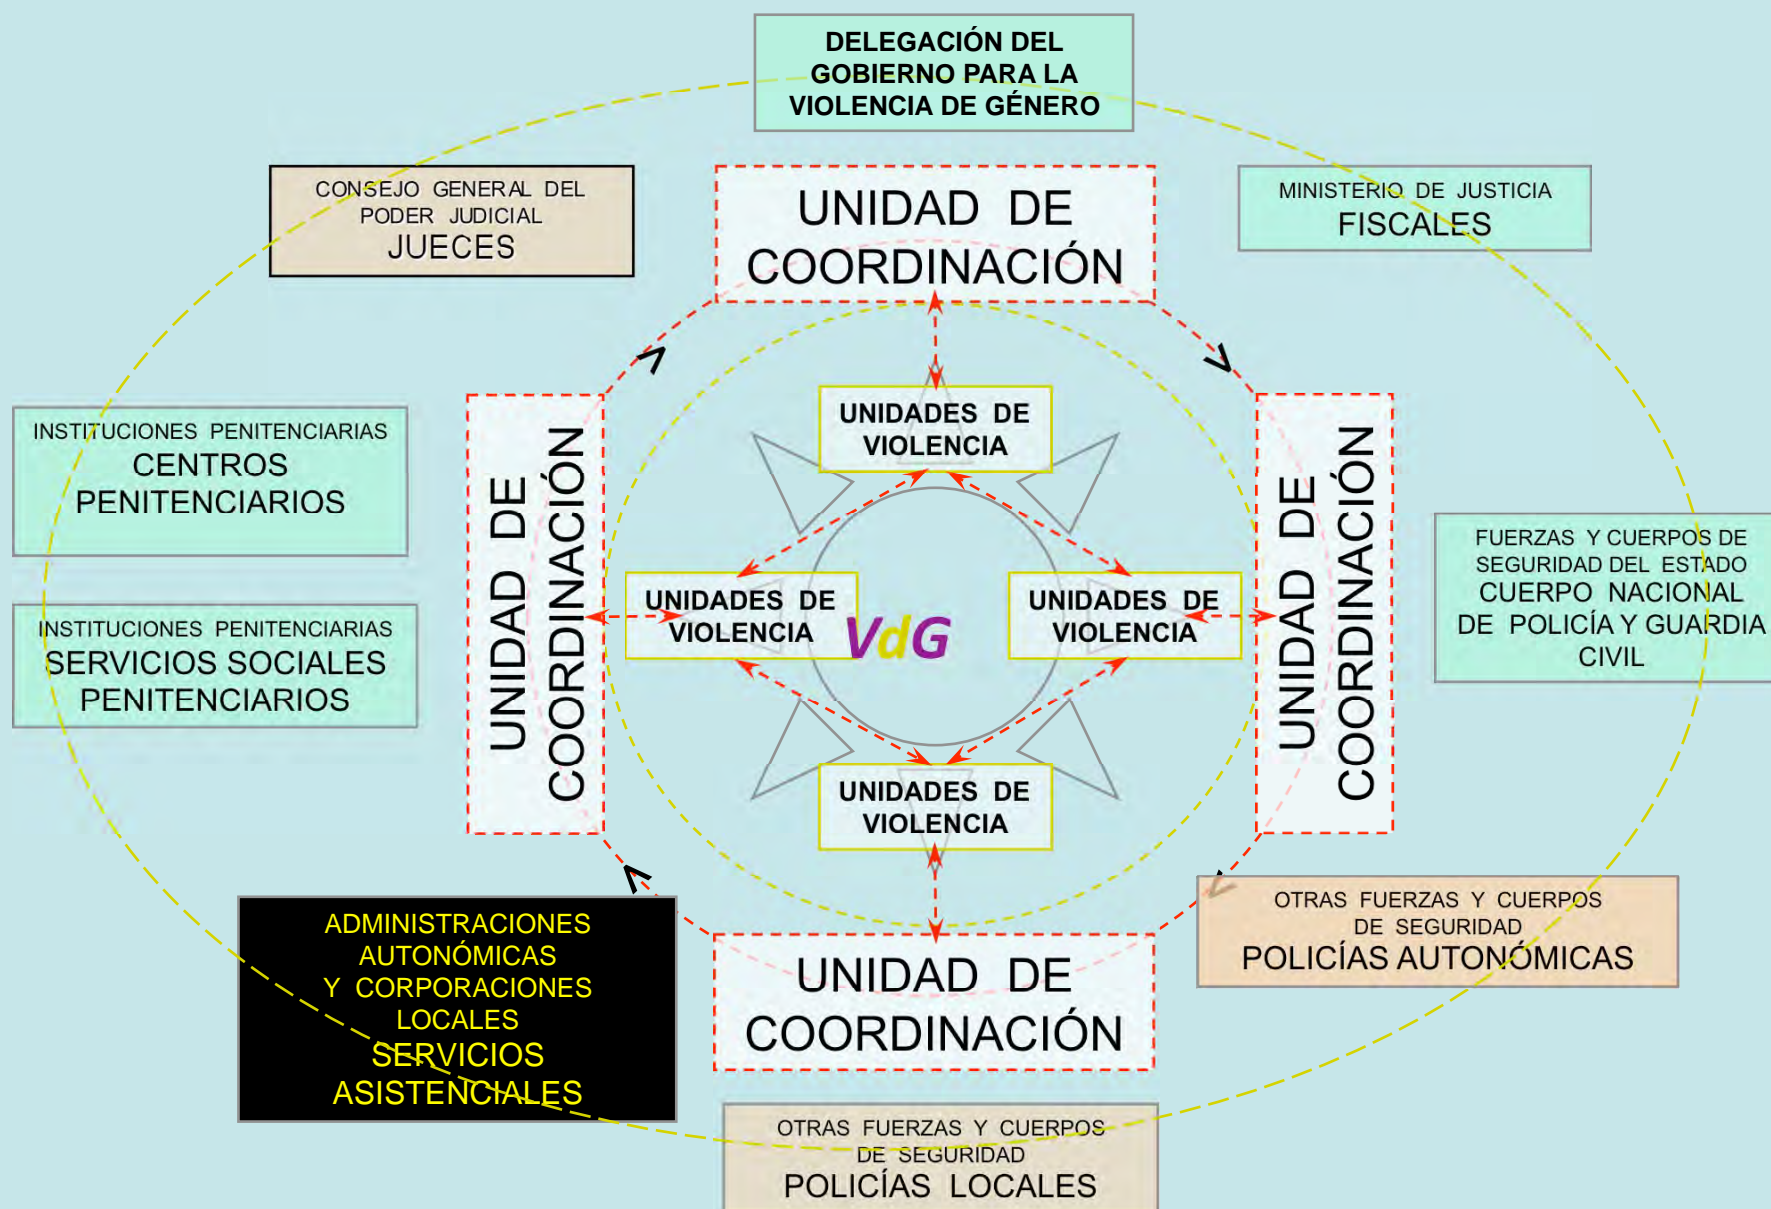 DELEGACIÓN DEL
GOBIERNO PARA LA
VIOLENCIA DE GÉNERO
CONSEJO GENERAL DEL
PODER JUDICIAL
JUECES
UNIDAD DE
COORDINACIÓN
MINISTERIO DE JUSTICIA
FISCALES
INSTITUCIONES PENITENCIARIAS
CENTROS
PENITENCIARIOS
INSTITUCIONES PENITENCIARIAS
SERVICIOS SOCIALES
PENITENCIARIOS
UNIDAD DE
COORDINACIÓN
UNIDADES DE
VIOLENCIA
UNIDADES DE
VIOLENCIA
VdG
UNIDADES DE
VIOLENCIA
UNIDADES DE
VIOLENCIA
UNIDAD DE
COORDINACIÓN
FUERZAS Y CUERPOS DE
SEGURIDAD DEL ESTADO
CUERPO NACIONAL
DE POLICÍA Y GUARDIA
CIVIL
ADMINISTRACIONES
AUTONÓMICAS
Y CORPORACIONES
LOCALES
SERVICIOS
ASISTENCIALES
UNIDAD DE
COORDINACIÓN
OTRAS FUERZAS Y CUERPOS
DE SEGURIDAD
POLICÍAS AUTONÓMICAS
OTRAS FUERZAS Y CUERPOS
DE SEGURIDAD
POLICÍAS LOCALES